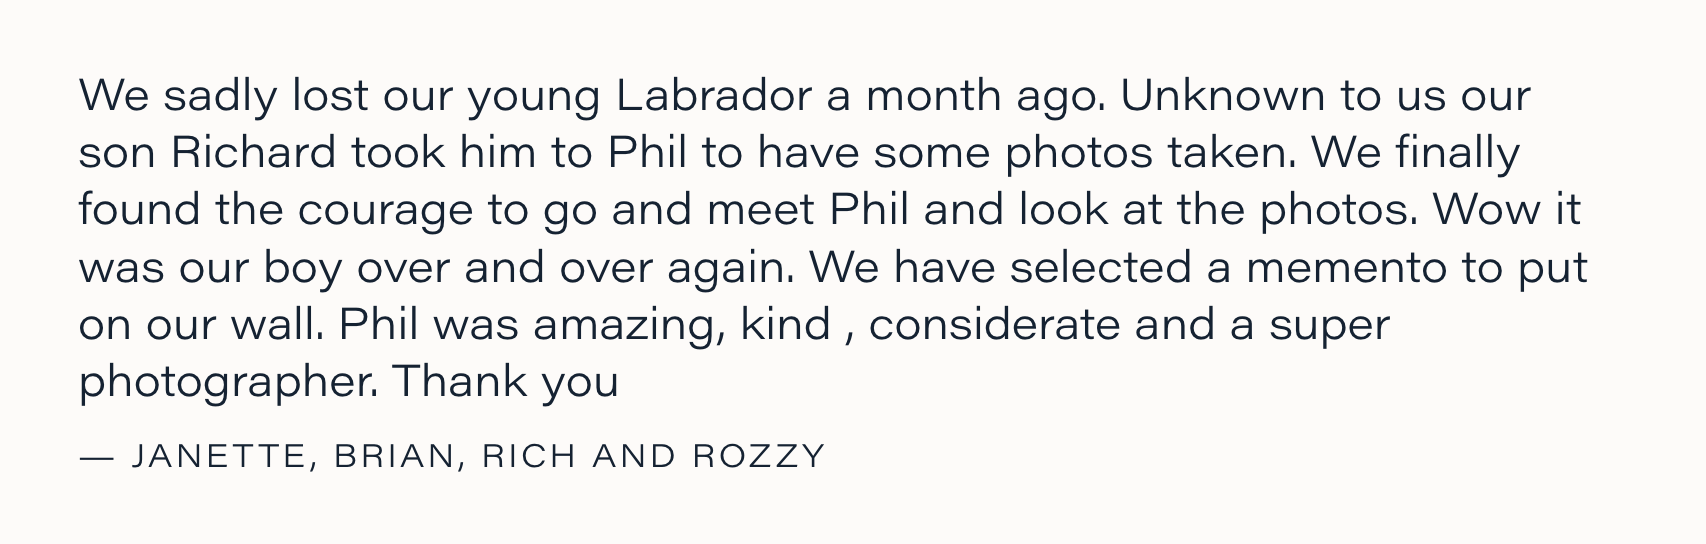 We sadly lost our young Labrador a month ago. Unknown to us our
son Richard took him to Phil to have some photos taken. We finally
found the courage to go and meet Phil and look at the photos. Wow it
was our boy over and over again. We have selected a memento to put
on our wall. Phil was amazing, kind , considerate and a super
photographer. Thank you
— JANETTE, BRIAN, RICH AND ROZZY